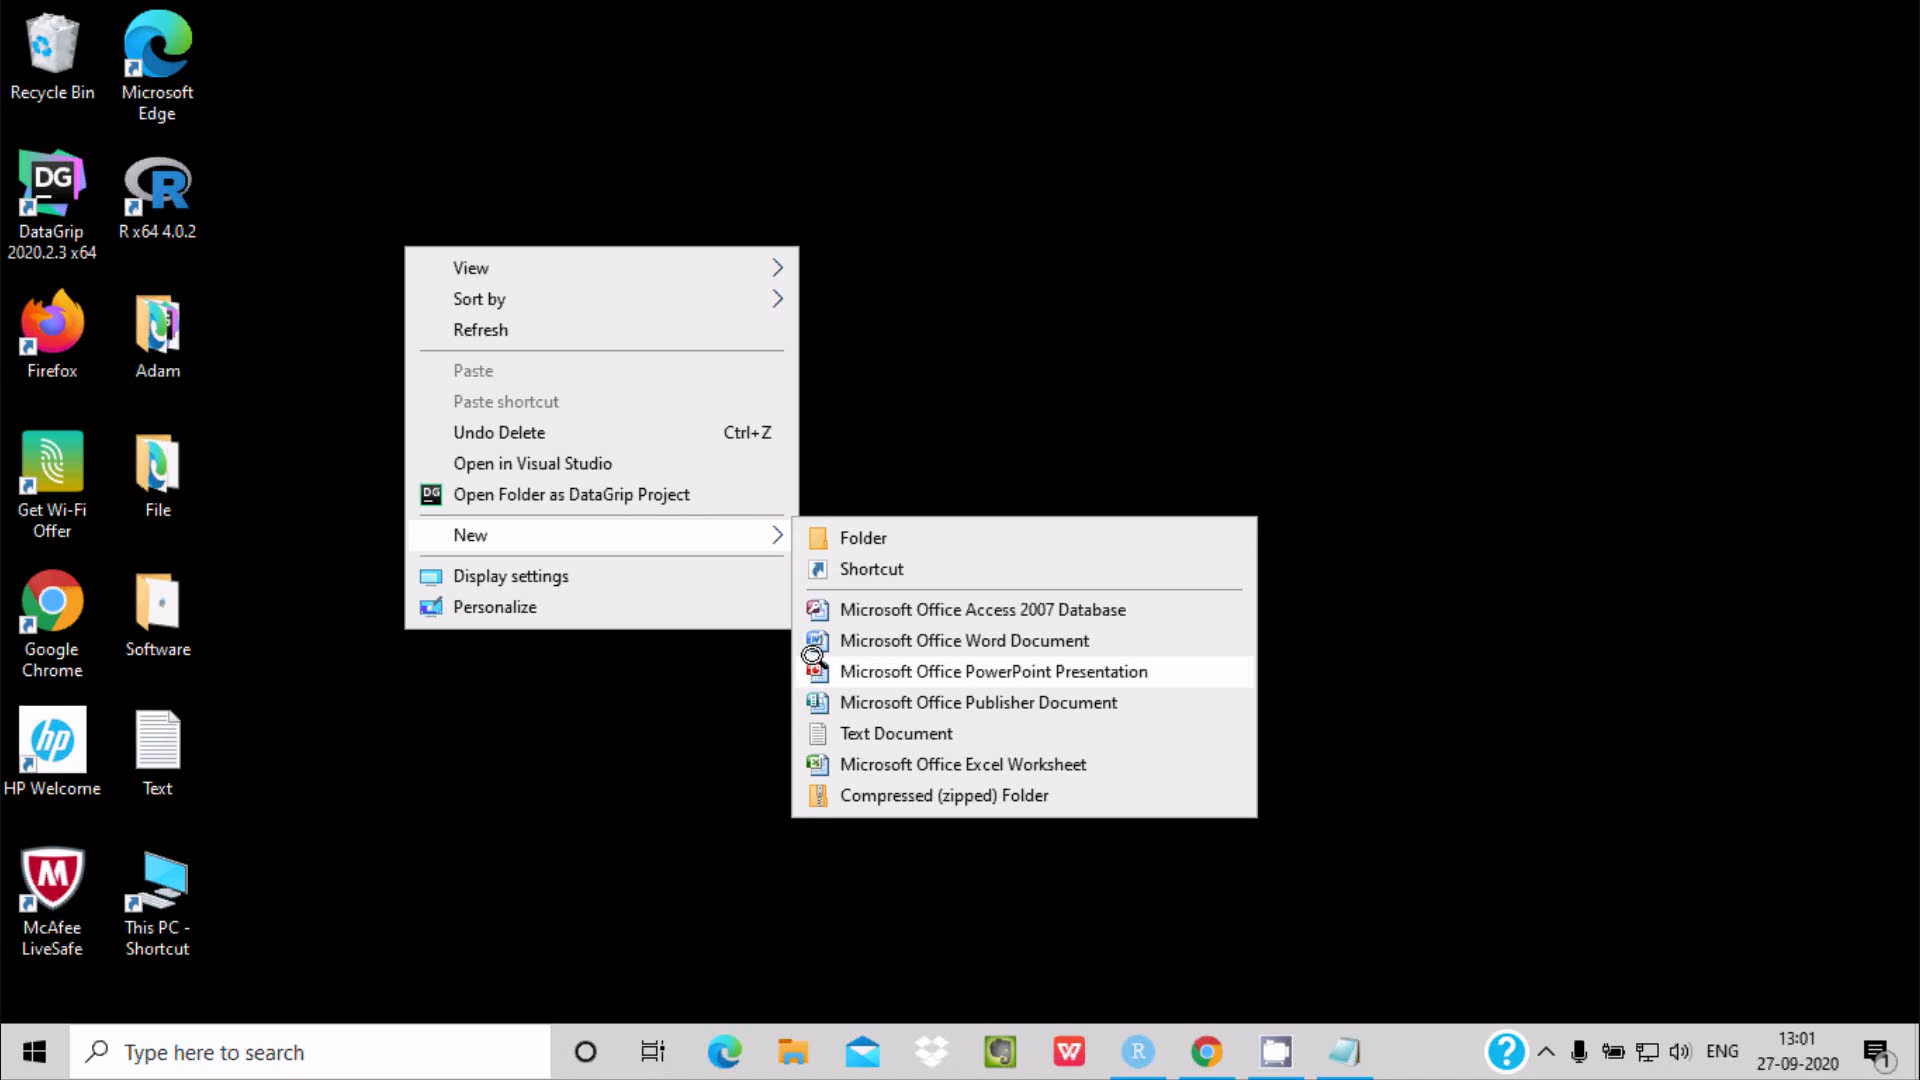 Recycle Bin
Microsoft
Edge
DG
DataGrip
2020.2.3 x64
R
R x64 4.0.2
Firefox
Adam
Get Wi-Fi
Offer
File
Google
Chrome
Software
hp
HP Welcome
Text
M
McAfee
LiveSafe
This PC -
Shortcut
View
Sort by
Refresh
Paste
Paste shortcut
Undo Delete Ctrl+Z
Open in Visual Studio
DG Open Folder as DataGrip Project
New
Display settings
Personalize
Folder
Shortcut
Microsoft Office Access 2007 Database
Microsoft Office Word Document
Microsoft Office PowerPoint Presentation
Microsoft Office Publisher Document
Text Document
Microsoft Office Excel Worksheet
Compressed (zipped) Folder
Type here to search
W
R
?
ENG
13:01
27-09-2020
1